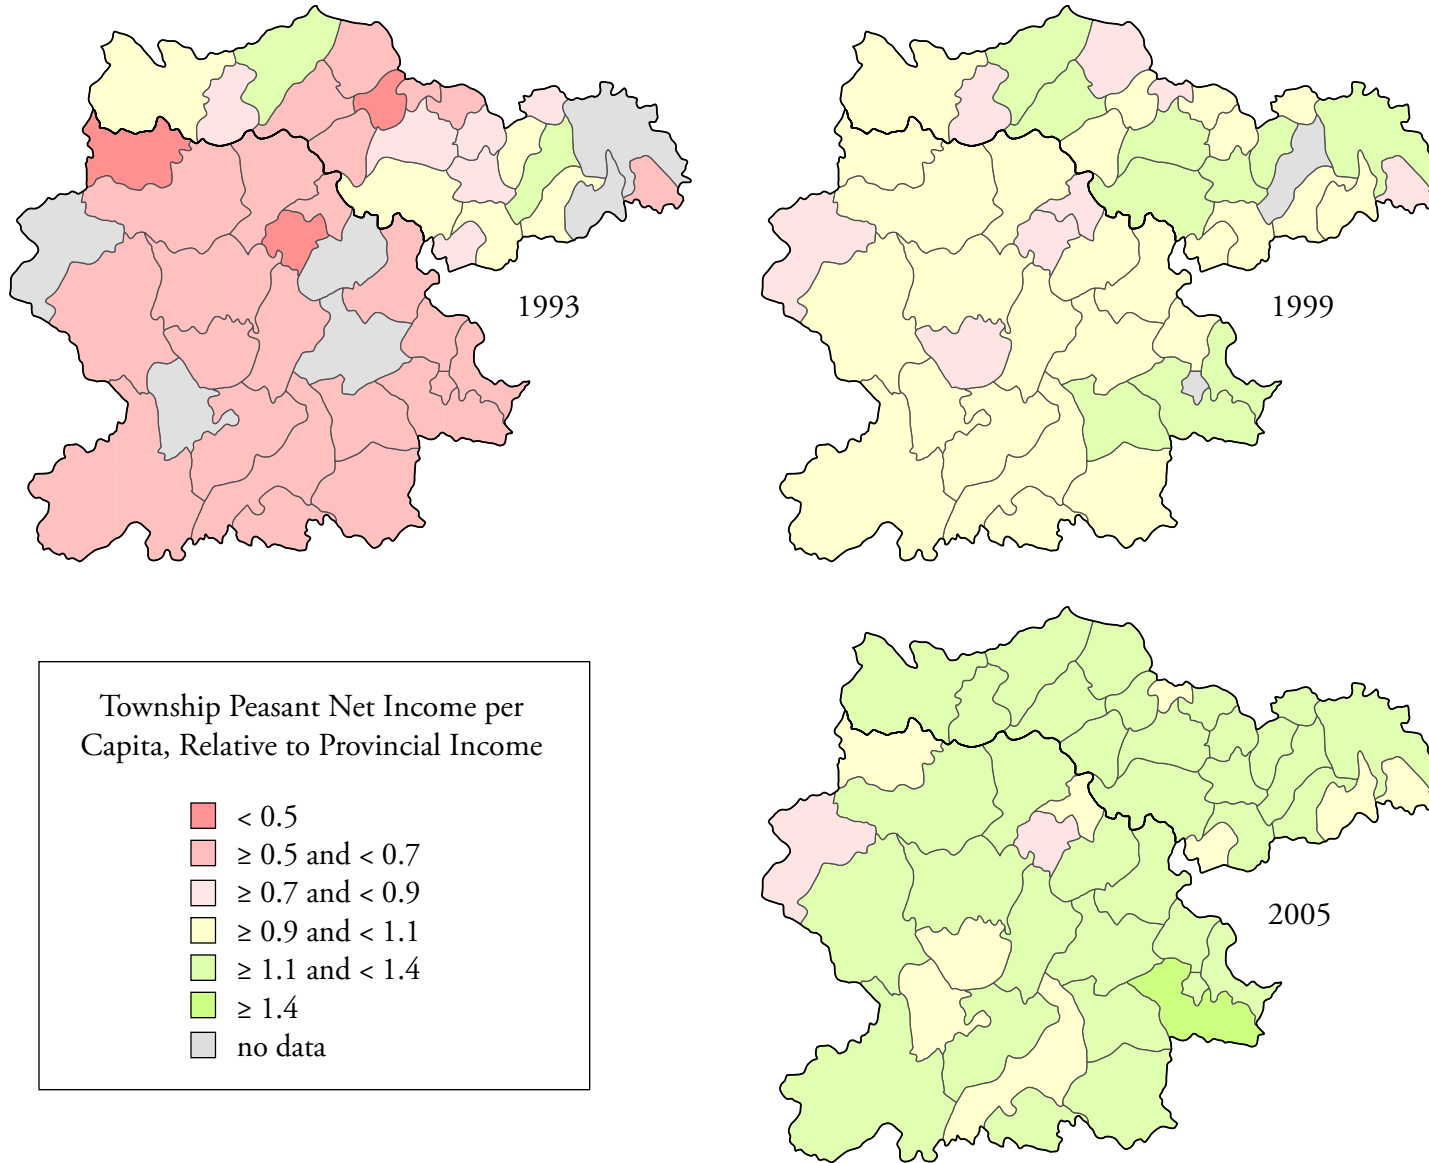 1993
1999
Township Peasant Net Income per
Capita, Relative to Provincial Income
< 0.5
≥ 0.5 and < 0.7
≥ 0.7 and < 0.9
≥ 0.9 and < 1.1
≥ 1.1 and < 1.4
≥ 1.4
no data
2005